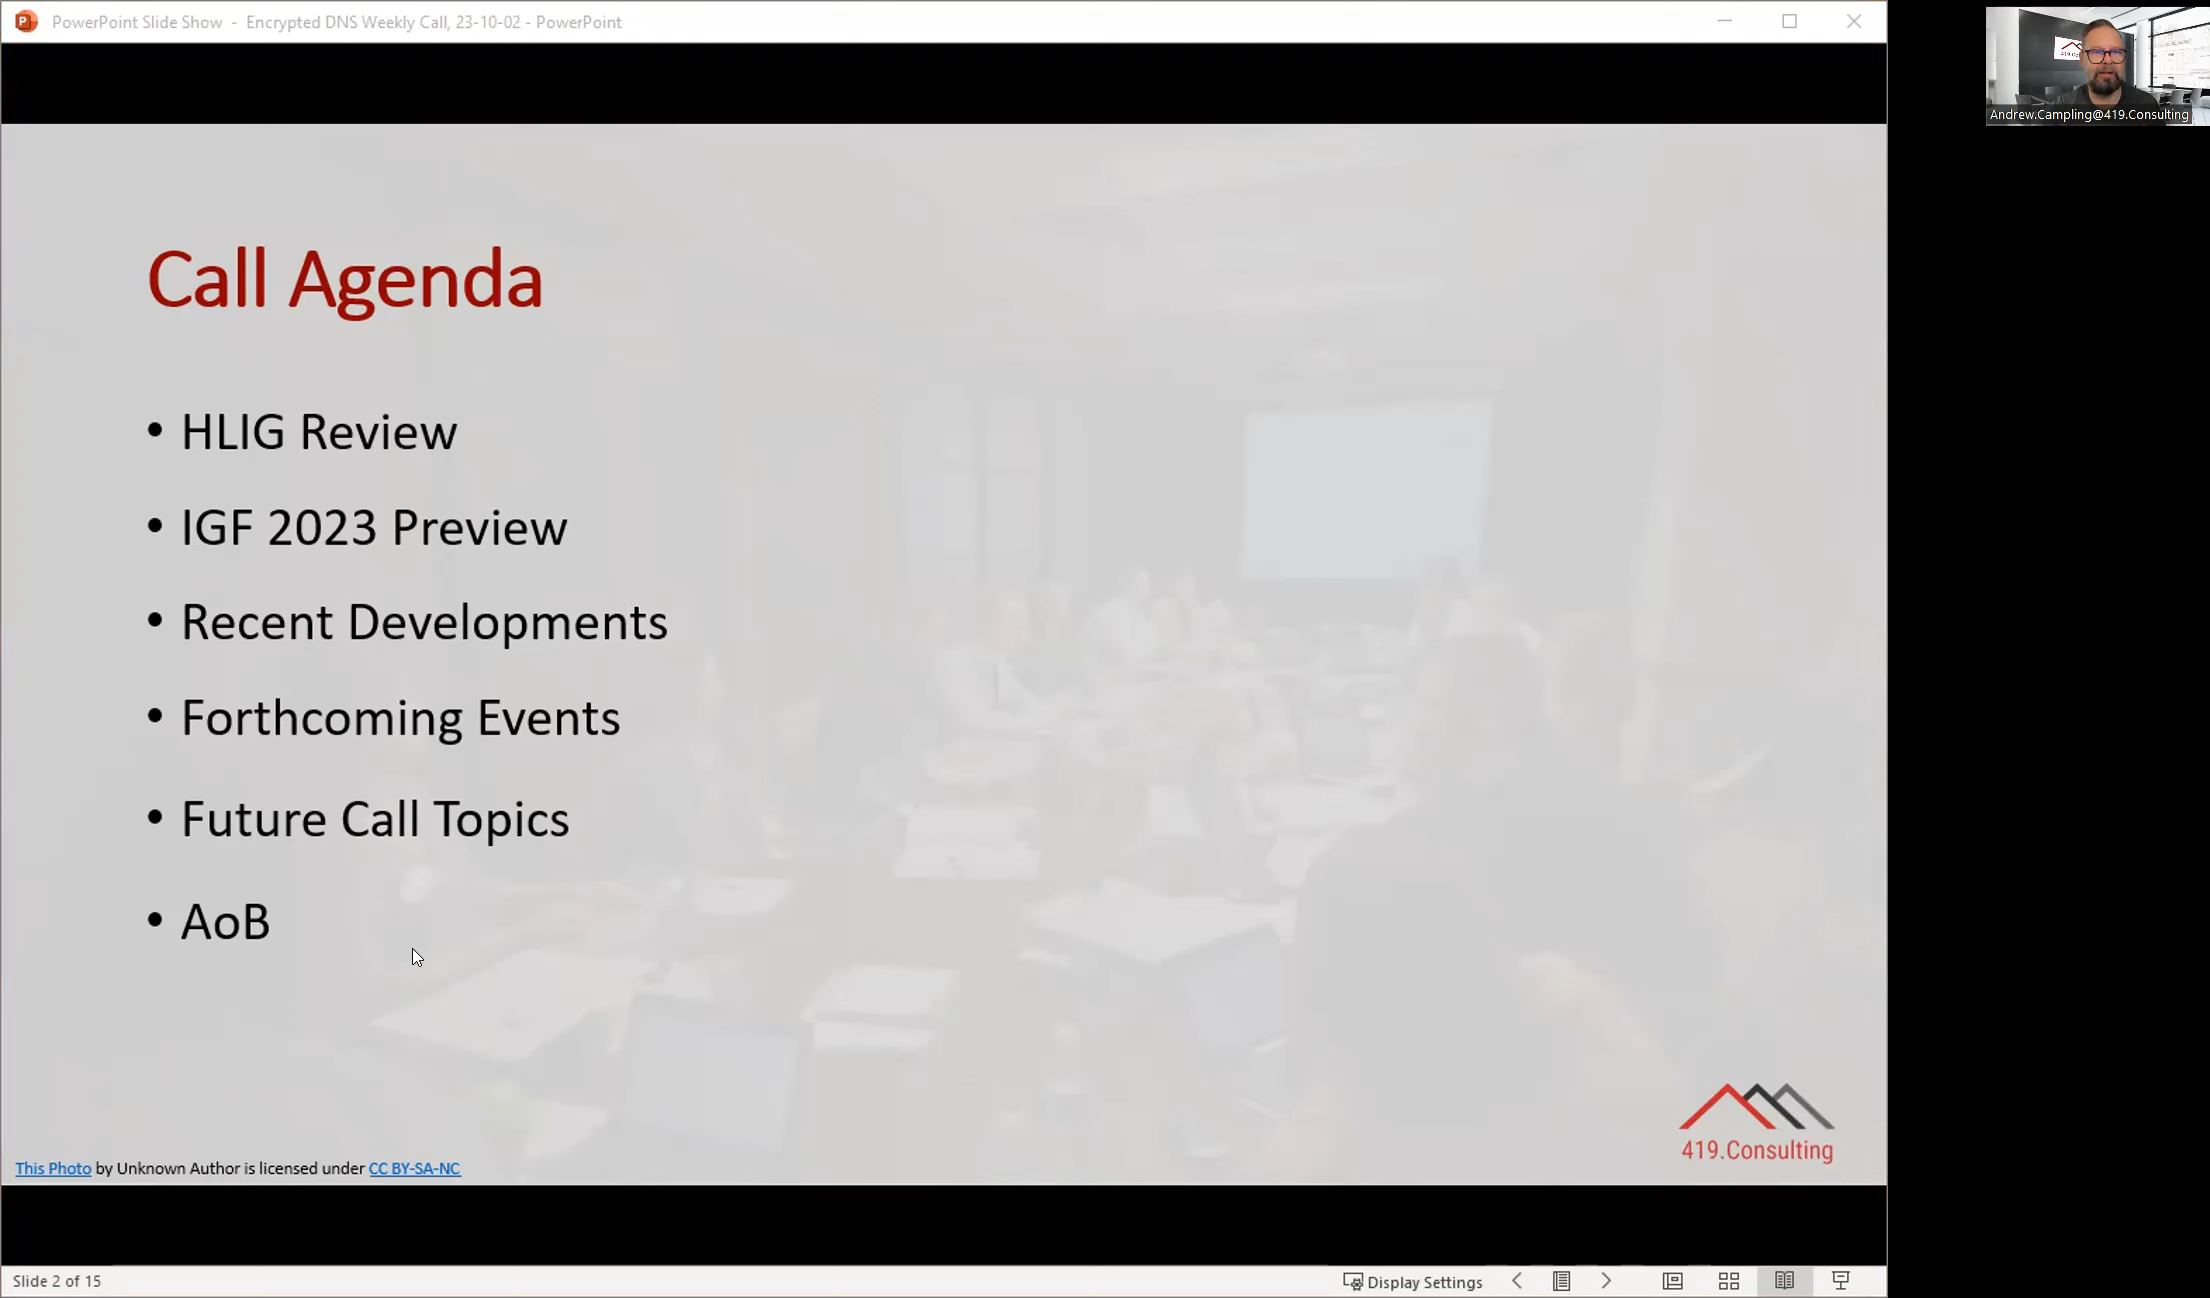 PowerPoint Slide Show - Encrypted DNS Weekly Call, 23-10-02 - PowerPoint
Andrew.Campling@419.Consulting
Call Agenda
• HLIG Review
• IGF 2023 Preview
• Recent Developments
• Forthcoming Events
• Future Call Topics
• AoB
419.Consulting
This Photo by Unknown Author is licensed under CC BY-SA-NC
Slide 2 of 15
Display Settings